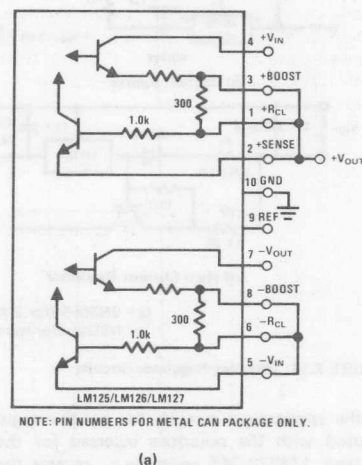 4 +VIN
3 +BOOST
300
1 +RCL
1.0k
2 +SENSE
+VOUT
10 GND
9 REF
7 −VOUT
8 −BOOST
300
6 −RCL
1.0k
5 −VIN
LM125/LM126/LM127
NOTE: PIN NUMBERS FOR METAL CAN PACKAGE ONLY.
(a)